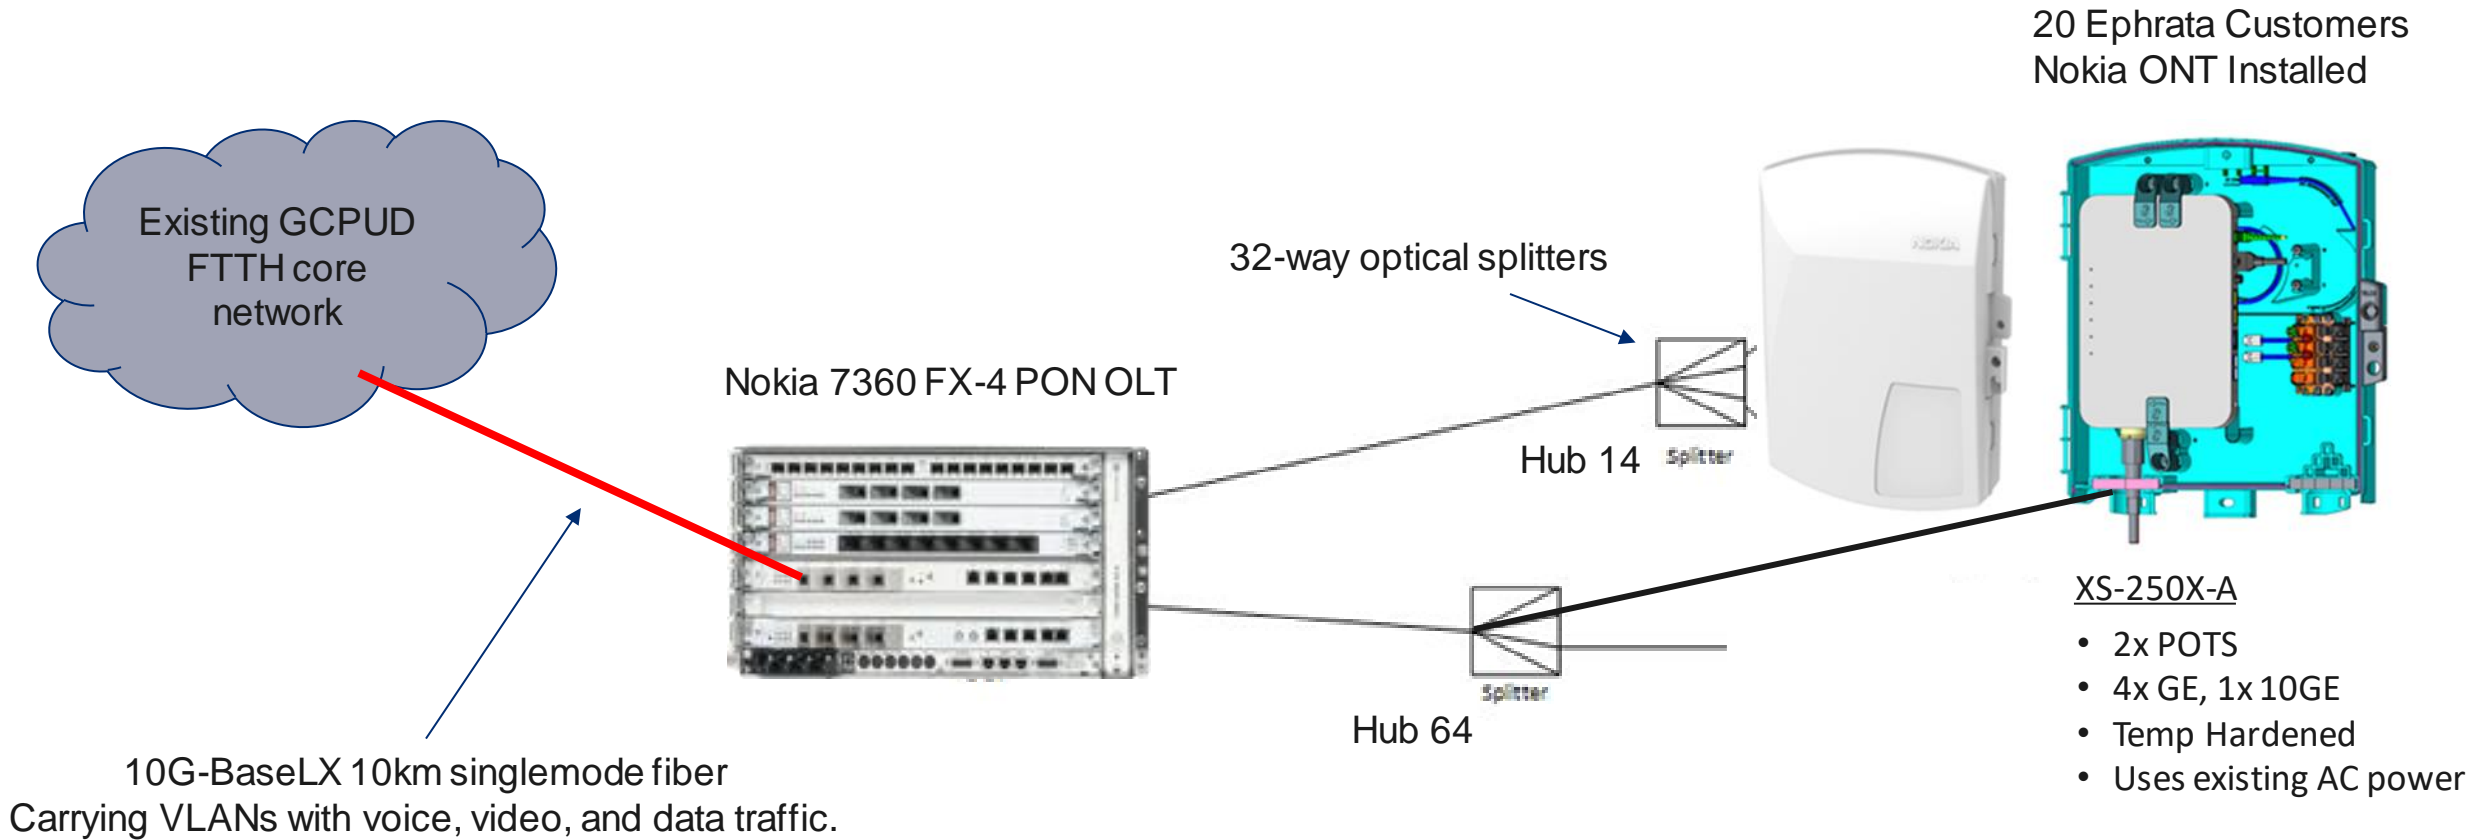 20 Ephrata Customers
Nokia ONT Installed
Existing GCPUD
FTTH core
network
32-way optical splitters
NOKIA
Nokia 7360 FX-4 PON OLT
Hub 14
Splitter
Splitter
Hub 64
XS-250X-A
• 2x POTS
• 4x GE, 1x 10GE
• Temp Hardened
• Uses existing AC power
10G-BaseLX 10km singlemode fiber
Carrying VLANs with voice, video, and data traffic.